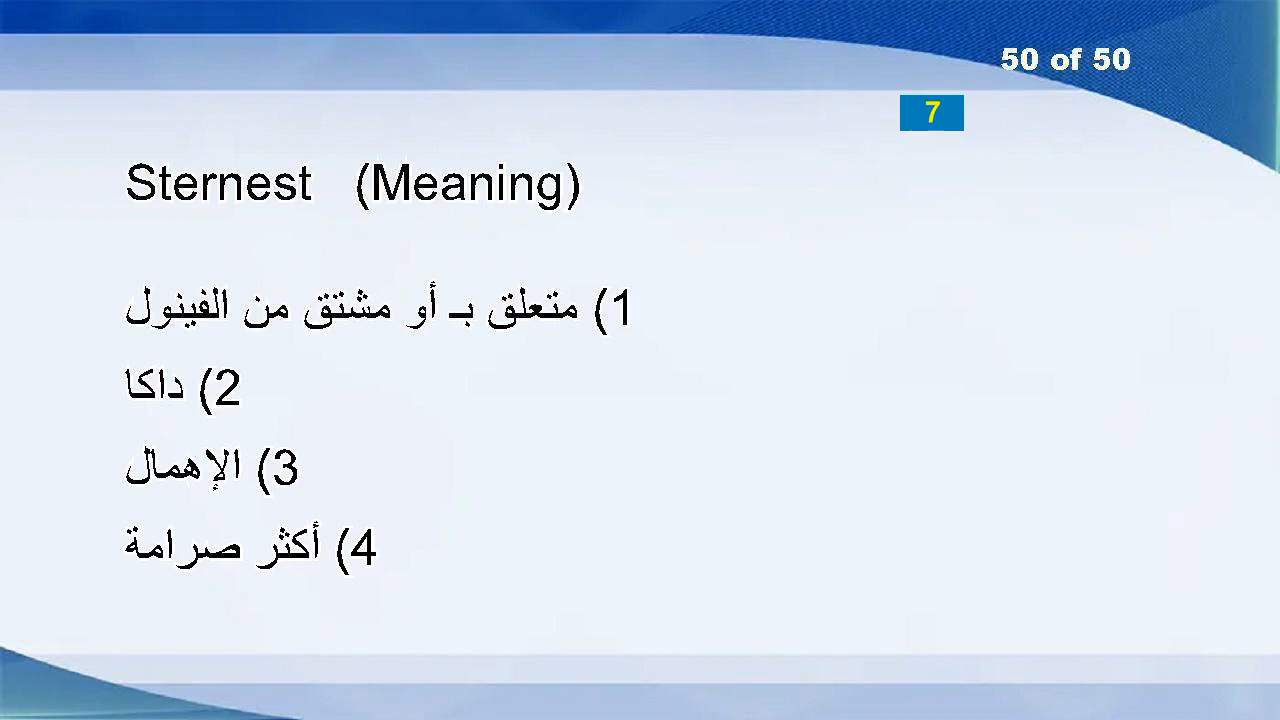 50 of 50
7
Sternest (Meaning)
1) متعلق بـ أو مشتق من الفينول
2) داكا
3) الإهمال
4) أكثر صرامة